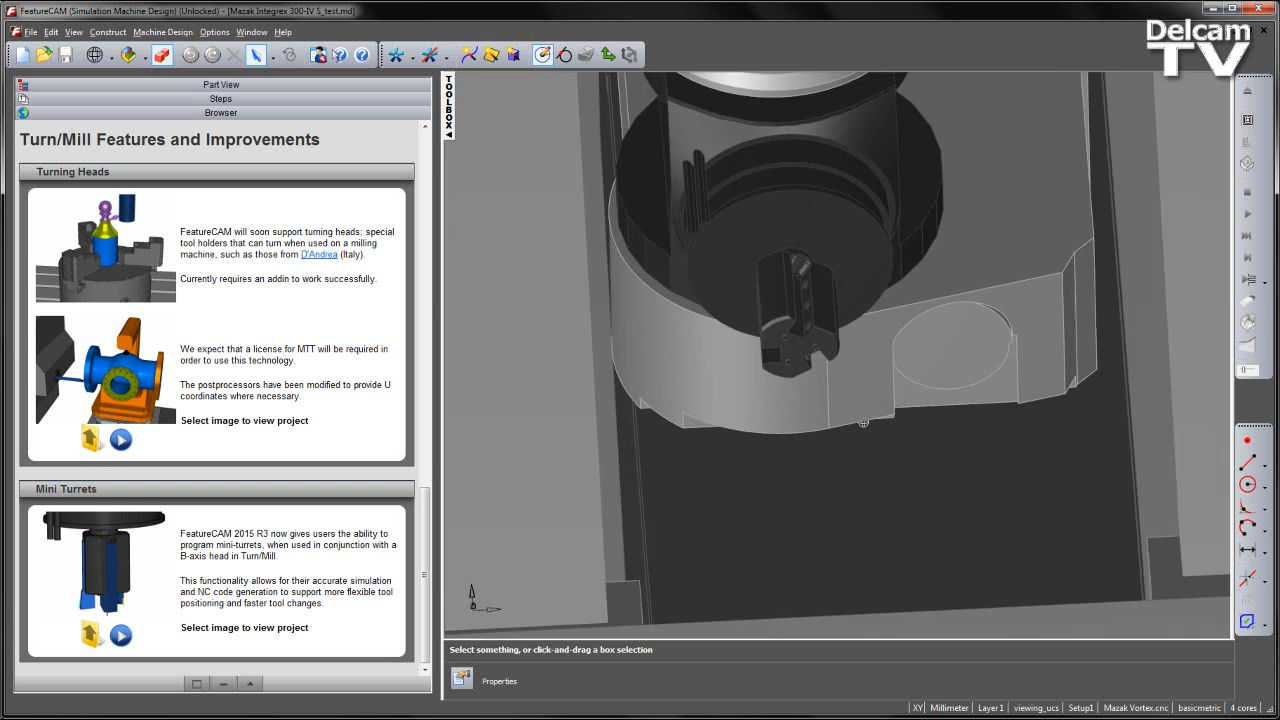 FeatureCAM (Simulation Machine Design) (Unlocked) - [Mazak Integrex 300-IV S_test.md]
File Edit View Construct Machine Design Options Window Help
Delcam
TV
Part View
Steps
Browser
TOOLBOX
Turn/Mill Features and Improvements
Turning Heads
FeatureCAM will soon support turning heads; special
tool holders that can turn when used on a milling
machine, such as those from D'Andrea (Italy).
Currently requires an addin to work successfully.
We expect that a license for MTT will be required in
order to use this technology.
The postprocessors have been modified to provide U
coordinates where necessary.
Select image to view project
Mini Turrets
FeatureCAM 2015 R3 now gives users the ability to
program mini-turrets, when used in conjunction with a
B-axis head in Turn/Mill.
This functionality allows for their accurate simulation
and NC code generation to support more flexible tool
positioning and faster tool changes.
Select image to view project
Select something, or click-and-drag a box selection
Properties
XY Millimeter Layer1 viewing_ucs Setup1 Mazak Vortex.cnc basicmetric 4 cores